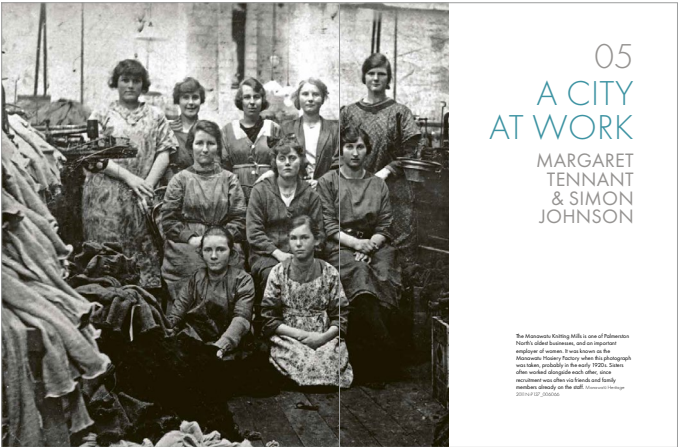 05
A CITY
AT WORK
MARGARET
TENNANT
& SIMON
JOHNSON
The Manawatu Knitting Mills is one of Palmerston
North's oldest businesses, and an important
employer of women. It was known as the
Manawatu Hosiery Factory when this photograph
was taken, probably in the early 1920s. Sisters
often worked alongside each other, since
recruitment was often via friends and family
members already on the staff. Manawatū Heritage